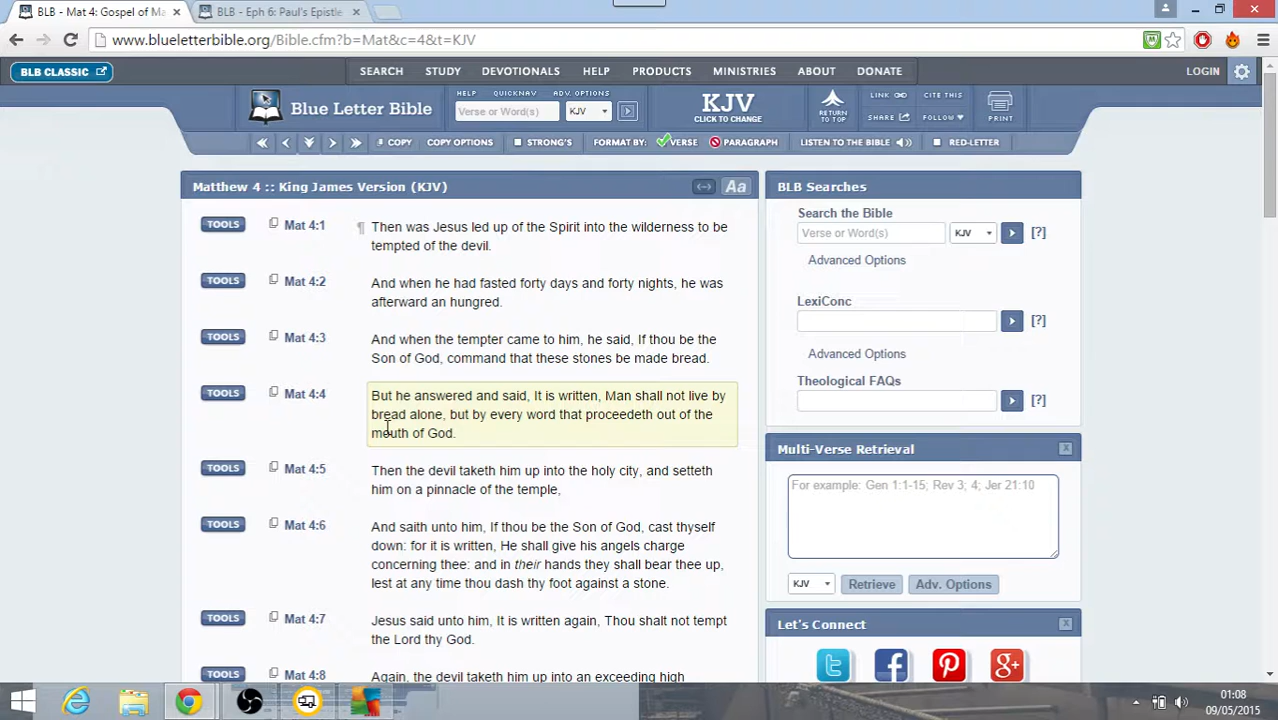 BLB - Mat 4: Gospel of Mat
BLB - Eph 6: Paul's Epistle
www.blueletterbible.org/Bible.cfm?b=Mat&c=4&t=KJV
BLB CLASSIC
SEARCH STUDY DEVOTIONALS HELP PRODUCTS MINISTRIES ABOUT DONATE
LOGIN
Blue Letter Bible
HELP QUICKNAV ADV. OPTIONS
Verse or Word(s) KJV
KJV
CLICK TO CHANGE
RETURN TO TOP
LINK CITE THIS
SHARE FOLLOW
PRINT
COPY COPY OPTIONS STRONG'S FORMAT BY: VERSE PARAGRAPH LISTEN TO THE BIBLE RED-LETTER
Matthew 4 :: King James Version (KJV)
Aa
TOOLS Mat 4:1 ¶ Then was Jesus led up of the Spirit into the wilderness to be
tempted of the devil.
TOOLS Mat 4:2 And when he had fasted forty days and forty nights, he was
afterward an hungred.
TOOLS Mat 4:3 And when the tempter came to him, he said, If thou be the
Son of God, command that these stones be made bread.
TOOLS Mat 4:4 But he answered and said, It is written, Man shall not live by
bread alone, but by every word that proceedeth out of the
mouth of God.
TOOLS Mat 4:5 Then the devil taketh him up into the holy city, and setteth
him on a pinnacle of the temple,
TOOLS Mat 4:6 And saith unto him, If thou be the Son of God, cast thyself
down: for it is written, He shall give his angels charge
concerning thee: and in their hands they shall bear thee up,
lest at any time thou dash thy foot against a stone.
TOOLS Mat 4:7 Jesus said unto him, It is written again, Thou shalt not tempt
the Lord thy God.
TOOLS Mat 4:8 Again, the devil taketh him up into an exceeding high
BLB Searches
Search the Bible
Verse or Word(s) KJV [?]
Advanced Options
LexiConc
[?]
Advanced Options
Theological FAQs
[?]
Multi-Verse Retrieval
For example: Gen 1:1-15; Rev 3; 4; Jer 21:10
KJV Retrieve Adv. Options
Let's Connect
01:08
09/05/2015